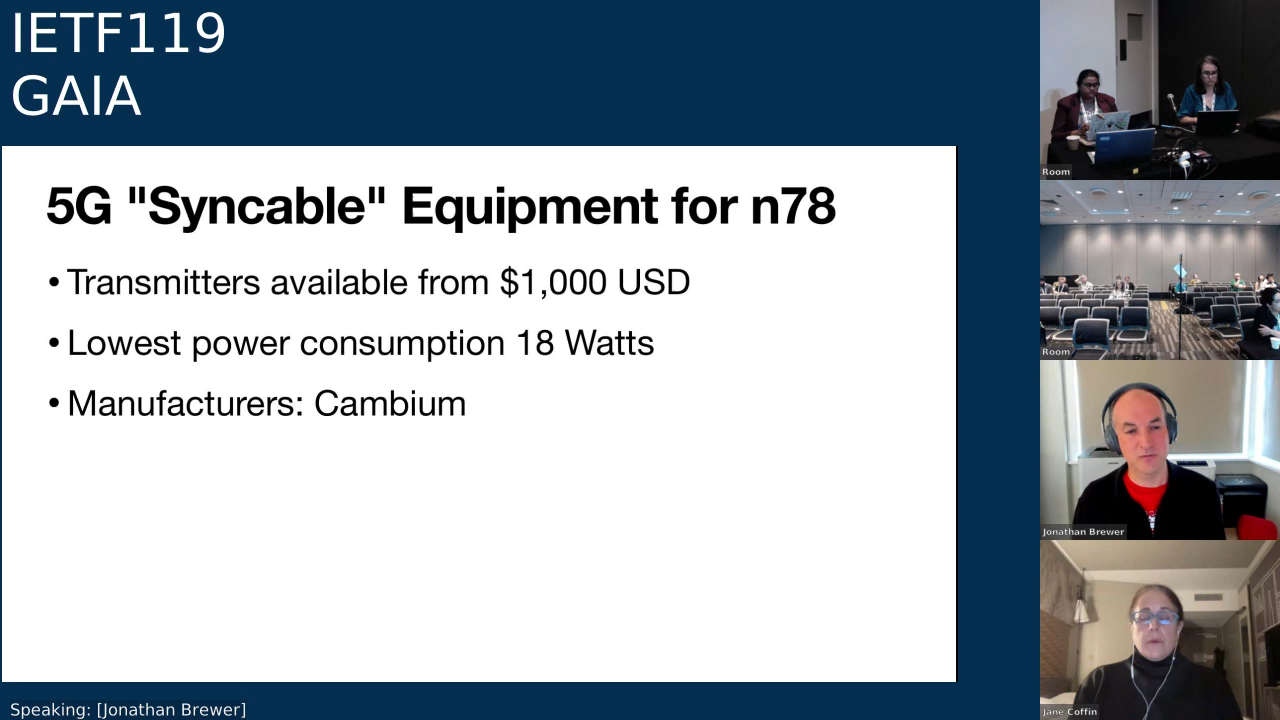 IETF119
GAIA
5G "Syncable" Equipment for n78
• Transmitters available from $1,000 USD
• Lowest power consumption 18 Watts
• Manufacturers: Cambium
Speaking: [Jonathan Brewer]
Room
Room
Jonathan Brewer
Jane Coffin